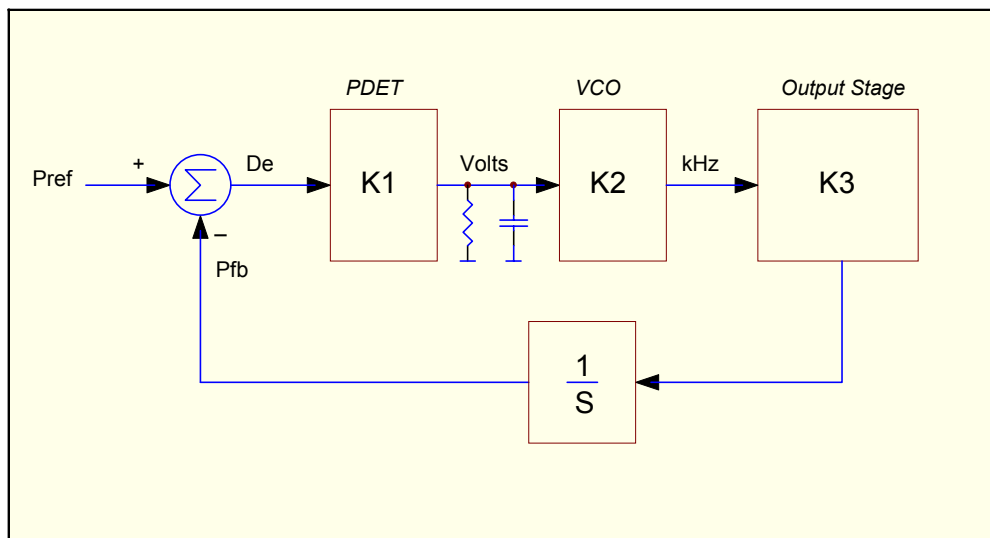 PDET
VCO
Output Stage
Pref
+
Σ
De
K1
Volts
K2
kHz
K3
−
Pfb
1
S